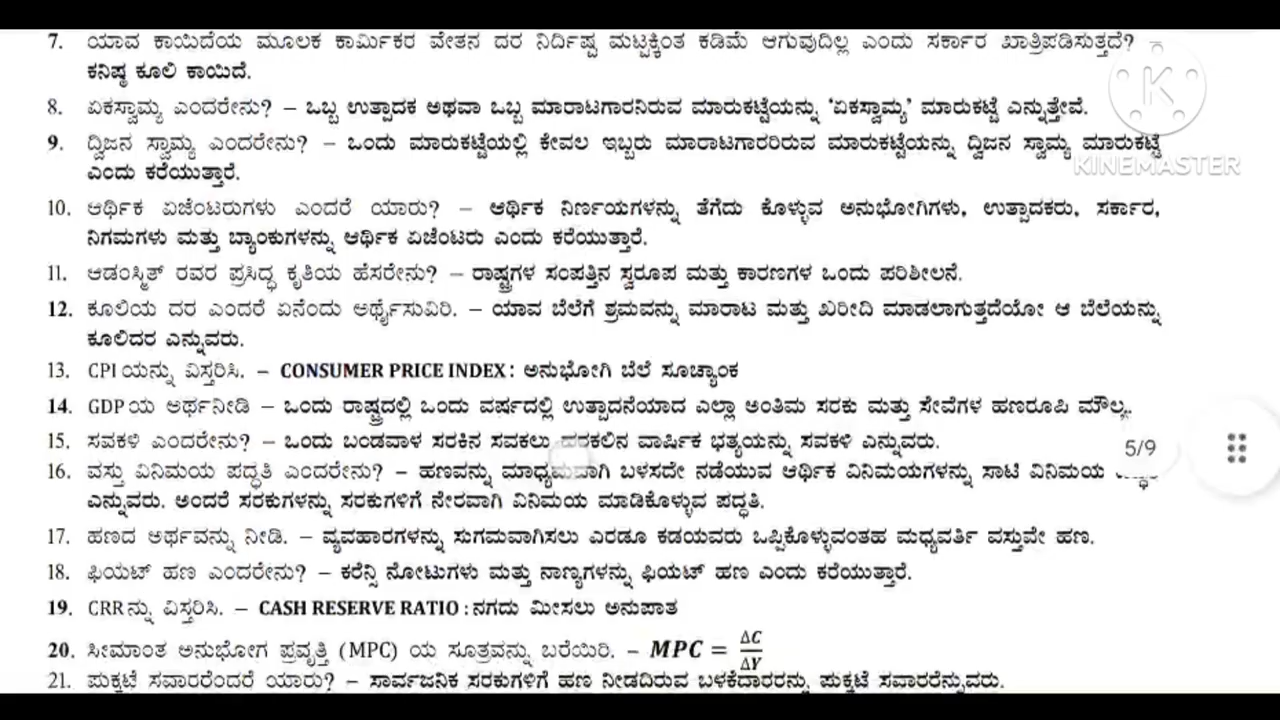 7. ಯಾವ ಕಾಯಿದೆಯ ಮೂಲಕ ಕಾರ್ಮಿಕರ ವೇತನ ದರ ನಿರ್ದಿಷ್ಟ ಮಟ್ಟಕ್ಕಿಂತ ಕಡಿಮೆ ಆಗುವುದಿಲ್ಲ ಎಂದು ಸರ್ಕಾರ ಖಾತ್ರಿಪಡಿಸುತ್ತದೆ? –
ಕನಿಷ್ಠ ಕೂಲಿ ಕಾಯಿದೆ.
8. ಏಕಸ್ವಾಮ್ಯ ಎಂದರೇನು? – ಒಬ್ಬ ಉತ್ಪಾದಕ ಅಥವಾ ಒಬ್ಬ ಮಾರಾಟಗಾರನಿರುವ ಮಾರುಕಟ್ಟೆಯನ್ನು ‘ಏಕಸ್ವಾಮ್ಯ’ ಮಾರುಕಟ್ಟೆ ಎನ್ನುತ್ತೇವೆ.
9. ದ್ವಿಜನ ಸ್ವಾಮ್ಯ ಎಂದರೇನು? – ಒಂದು ಮಾರುಕಟ್ಟೆಯಲ್ಲಿ ಕೇವಲ ಇಬ್ಬರು ಮಾರಾಟಗಾರರಿರುವ ಮಾರುಕಟ್ಟೆಯನ್ನು ದ್ವಿಜನ ಸ್ವಾಮ್ಯ ಮಾರುಕಟ್ಟೆ
KINEMASTER
ಎಂದು ಕರೆಯುತ್ತಾರೆ.
10. ಆರ್ಥಿಕ ಏಜೆಂಟರುಗಳು ಎಂದರೆ ಯಾರು? – ಆರ್ಥಿಕ ನಿರ್ಣಯಗಳನ್ನು ತೆಗೆದು ಕೊಳ್ಳುವ ಅನುಭೋಗಿಗಳು, ಉತ್ಪಾದಕರು, ಸರ್ಕಾರ,
ನಿಗಮಗಳು ಮತ್ತು ಬ್ಯಾಂಕುಗಳನ್ನು ಆರ್ಥಿಕ ಏಜೆಂಟರು ಎಂದು ಕರೆಯುತ್ತಾರೆ.
11. ಆಡಂಸ್ಮಿತ್ ರವರ ಪ್ರಸಿದ್ಧ ಕೃತಿಯ ಹೆಸರೇನು? – ರಾಷ್ಟ್ರಗಳ ಸಂಪತ್ತಿನ ಸ್ವರೂಪ ಮತ್ತು ಕಾರಣಗಳ ಒಂದು ಪರಿಶೀಲನೆ.
12. ಕೂಲಿಯ ದರ ಎಂದರೆ ಏನೆಂದು ಅರ್ಥೈಸುವಿರಿ. – ಯಾವ ಬೆಲೆಗೆ ಶ್ರಮವನ್ನು ಮಾರಾಟ ಮತ್ತು ಖರೀದಿ ಮಾಡಲಾಗುತ್ತದೆಯೋ ಆ ಬೆಲೆಯನ್ನು
ಕೂಲಿದರ ಎನ್ನುವರು.
13. CPI ಯನ್ನು ವಿಸ್ತರಿಸಿ. – CONSUMER PRICE INDEX : ಅನುಭೋಗಿ ಬೆಲೆ ಸೂಚ್ಯಾಂಕ
14. GDP ಯ ಅರ್ಥನೀಡಿ – ಒಂದು ರಾಷ್ಟ್ರದಲ್ಲಿ ಒಂದು ವರ್ಷದಲ್ಲಿ ಉತ್ಪಾದನೆಯಾದ ಎಲ್ಲಾ ಅಂತಿಮ ಸರಕು ಮತ್ತು ಸೇವೆಗಳ ಹಣರೂಪಿ ಮೌಲ್ಯ.
15. ಸವಕಳಿ ಎಂದರೇನು? – ಒಂದು ಬಂಡವಾಳ ಸರಕಿನ ಸವಕಲು ಹರಕಲಿನ ವಾರ್ಷಿಕ ಭತ್ಯಯನ್ನು ಸವಕಳಿ ಎನ್ನುವರು.
5/9
16. ವಸ್ತು ವಿನಿಮಯ ಪದ್ಧತಿ ಎಂದರೇನು? – ಹಣವನ್ನು ಮಾಧ್ಯಮವಾಗಿ ಬಳಸದೇ ನಡೆಯುವ ಆರ್ಥಿಕ ವಿನಿಮಯಗಳನ್ನು ಸಾಟಿ ವಿನಿಮಯ
ಎನ್ನುವರು. ಅಂದರೆ ಸರಕುಗಳನ್ನು ಸರಕುಗಳಿಗೆ ನೇರವಾಗಿ ವಿನಿಮಯ ಮಾಡಿಕೊಳ್ಳುವ ಪದ್ಧತಿ.
17. ಹಣದ ಅರ್ಥವನ್ನು ನೀಡಿ. – ವ್ಯವಹಾರಗಳನ್ನು ಸುಗಮವಾಗಿಸಲು ಎರಡೂ ಕಡಯವರು ಒಪ್ಪಿಕೊಳ್ಳುವಂತಹ ಮಧ್ಯವರ್ತಿ ವಸ್ತುವೇ ಹಣ.
18. ಫಿಯಟ್ ಹಣ ಎಂದರೇನು? – ಕರೆನ್ಸಿ ನೋಟುಗಳು ಮತ್ತು ನಾಣ್ಯಗಳನ್ನು ಫಿಯಟ್ ಹಣ ಎಂದು ಕರೆಯುತ್ತಾರೆ.
19. CRRನ್ನು ವಿಸ್ತರಿಸಿ. – CASH RESERVE RATIO : ನಗದು ಮೀಸಲು ಅನುಪಾತ
20. ಸೀಮಾಂತ ಅನುಭೋಗ ಪ್ರವೃತ್ತಿ (MPC) ಯ ಸೂತ್ರವನ್ನು ಬರೆಯಿರಿ. – MPC = ΔC/ΔY
21. ಪುಕ್ಕಟೆ ಸವಾರರೆಂದರೆ ಯಾರು? – ಸಾರ್ವಜನಿಕ ಸರಕುಗಳಿಗೆ ಹಣ ನೀಡದಿರುವ ಬಳಕೆದಾರರನ್ನು ಪುಕ್ಕಟೆ ಸವಾರರೆನ್ನುವರು.